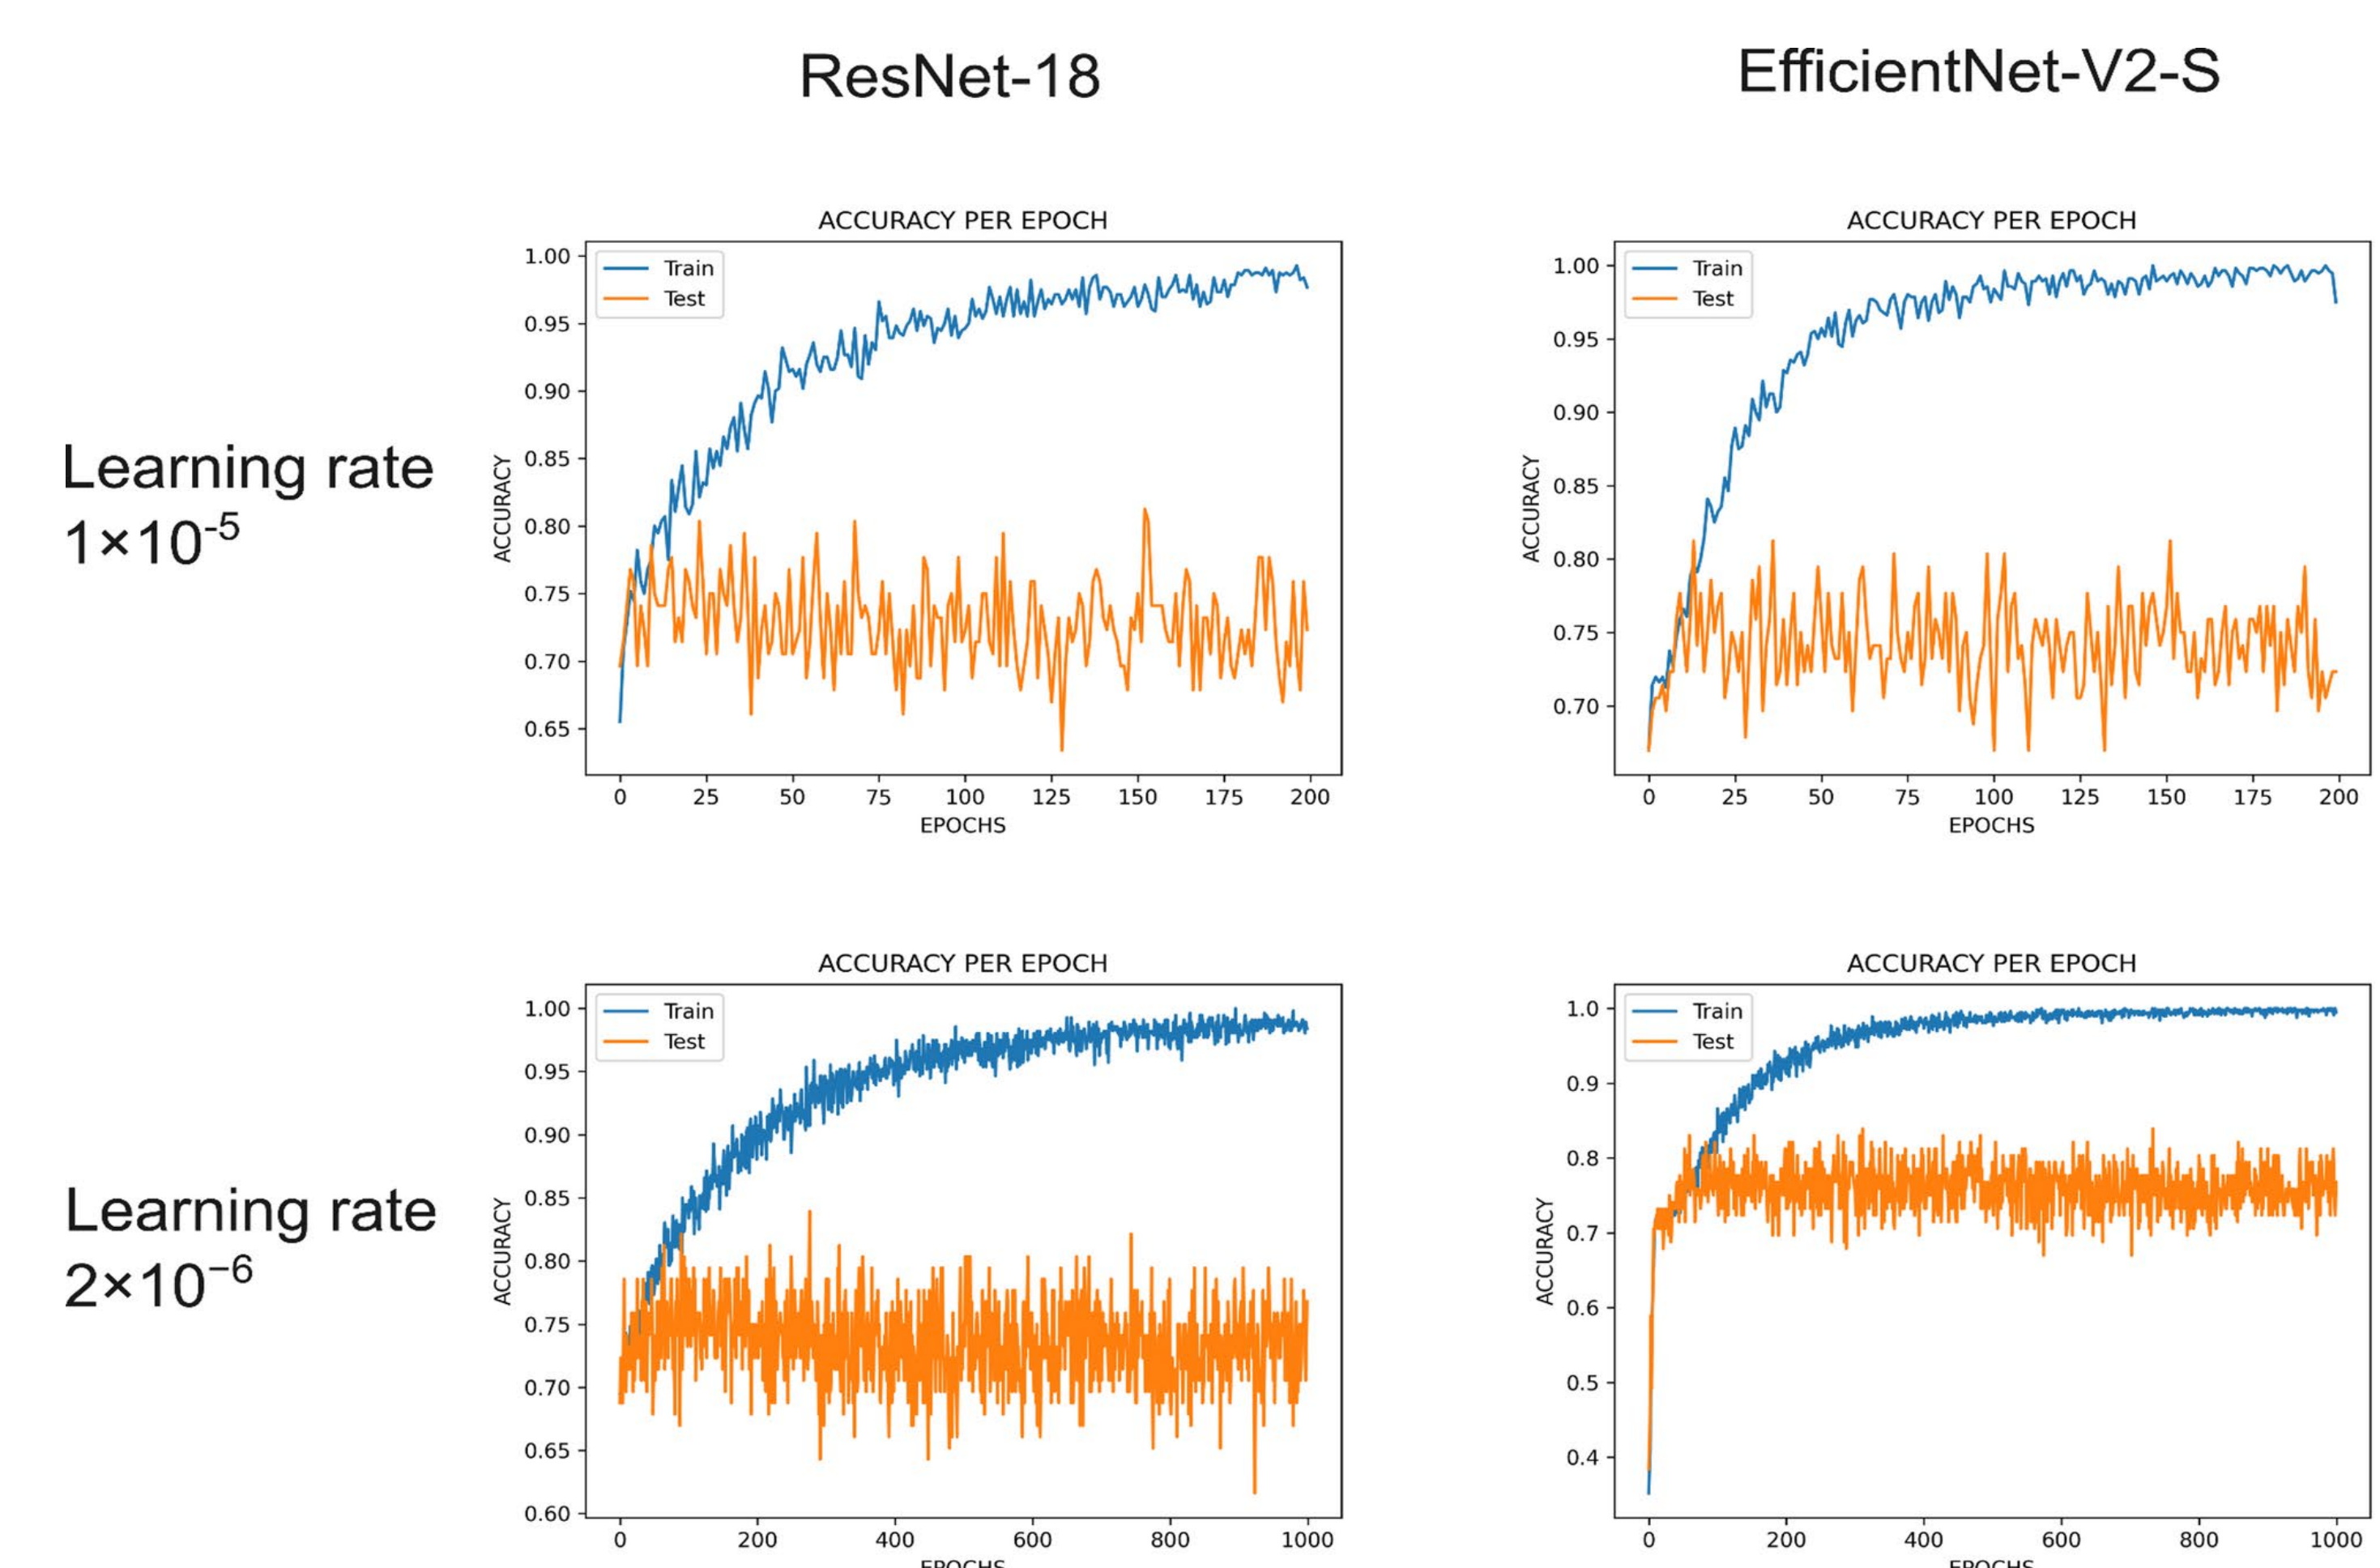 ResNet-18
EfficientNet-V2-S
Learning rate
1×10⁻⁵
ACCURACY PER EPOCH
Train
Test
1.00
0.95
0.90
0.85
0.80
0.75
0.70
0.65
ACCURACY
0 25 50 75 100 125 150 175 200
EPOCHS
ACCURACY PER EPOCH
Train
Test
1.00
0.95
0.90
0.85
0.80
0.75
0.70
ACCURACY
0 25 50 75 100 125 150 175 200
EPOCHS
Learning rate
2×10⁻⁶
ACCURACY PER EPOCH
Train
Test
1.00
0.95
0.90
0.85
0.80
0.75
0.70
0.65
0.60
ACCURACY
0 200 400 600 800 1000
EPOCHS
ACCURACY PER EPOCH
Train
Test
1.0
0.9
0.8
0.7
0.6
0.5
0.4
ACCURACY
0 200 400 600 800 1000
EPOCHS